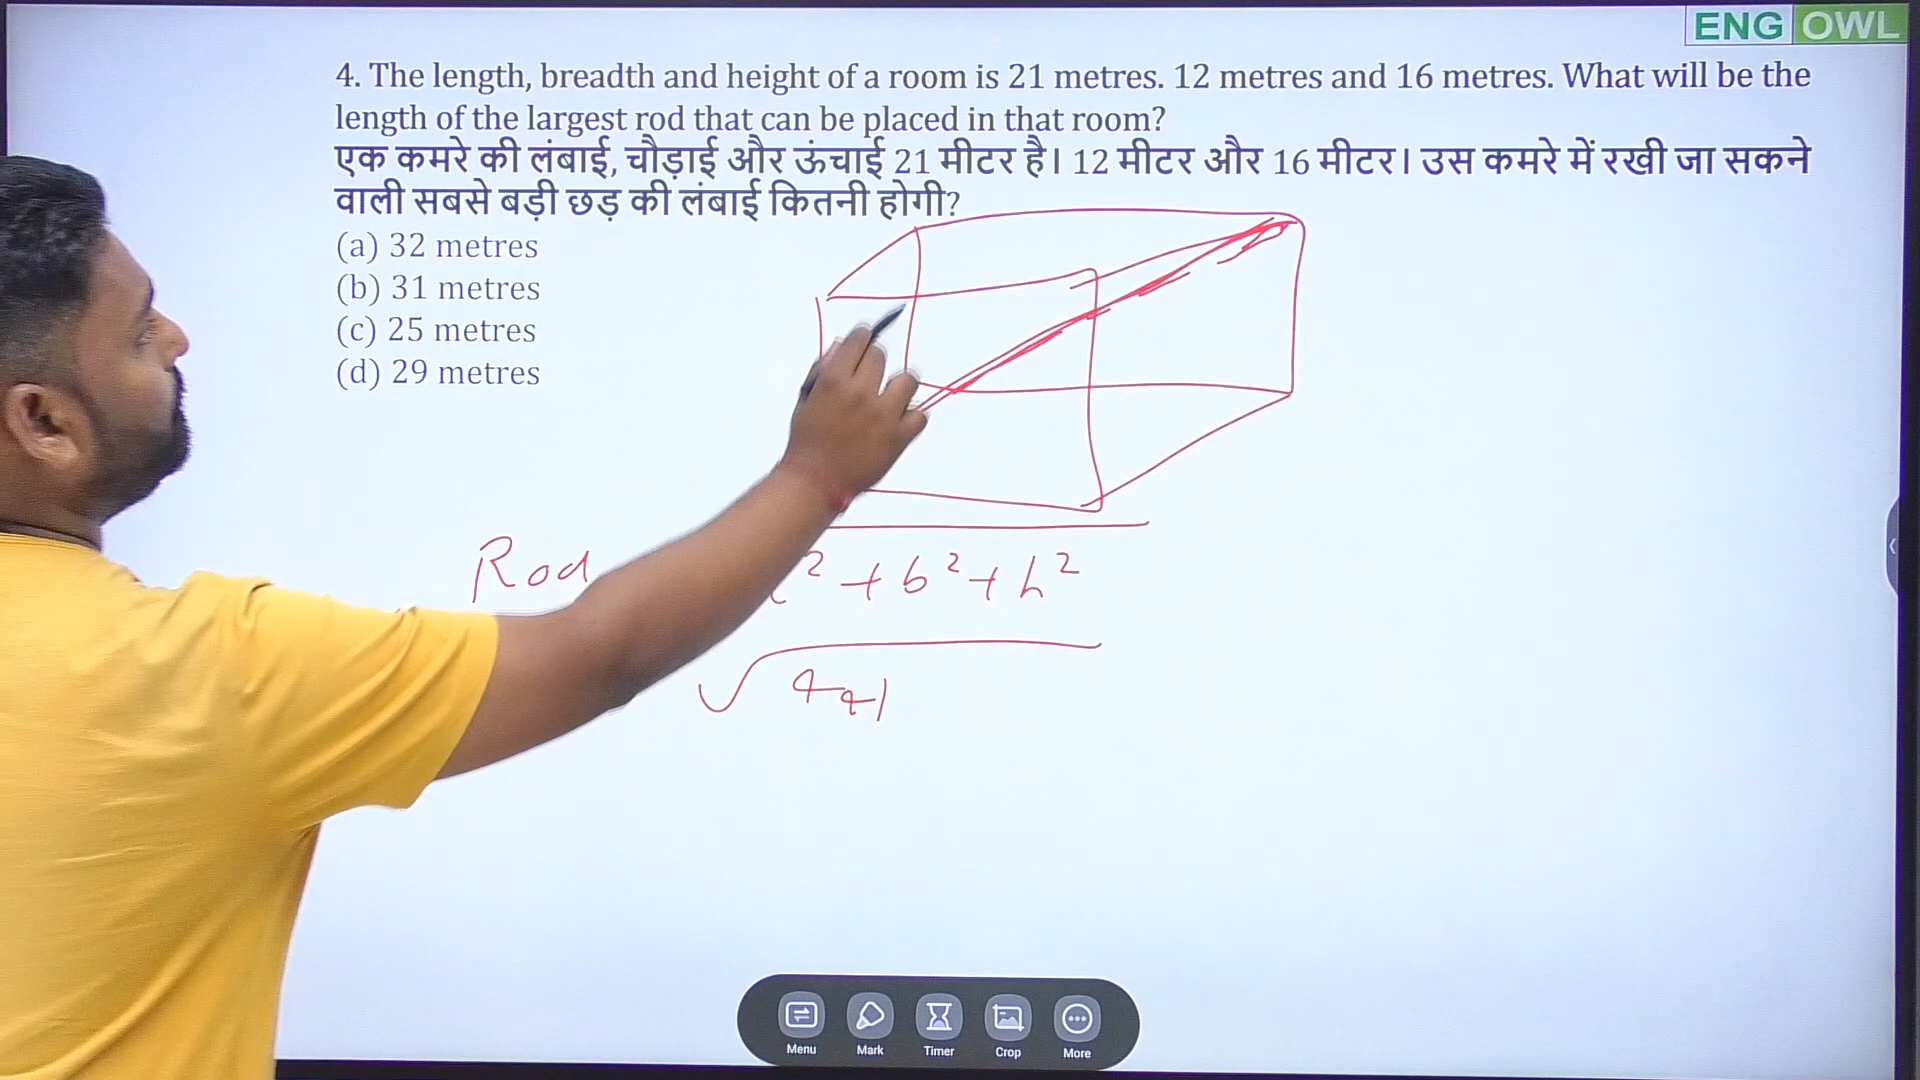 ENG OWL
4. The length, breadth and height of a room is 21 metres. 12 metres and 16 metres. What will be the
length of the largest rod that can be placed in that room?
एक कमरे की लंबाई, चौड़ाई और ऊंचाई 21 मीटर है। 12 मीटर और 16 मीटर। उस कमरे में रखी जा सकने
वाली सबसे बड़ी छड़ की लंबाई कितनी होगी?
(a) 32 metres
(b) 31 metres
(c) 25 metres
(d) 29 metres
Rod ² + b² + h²
√441
Menu Mark Timer Crop More